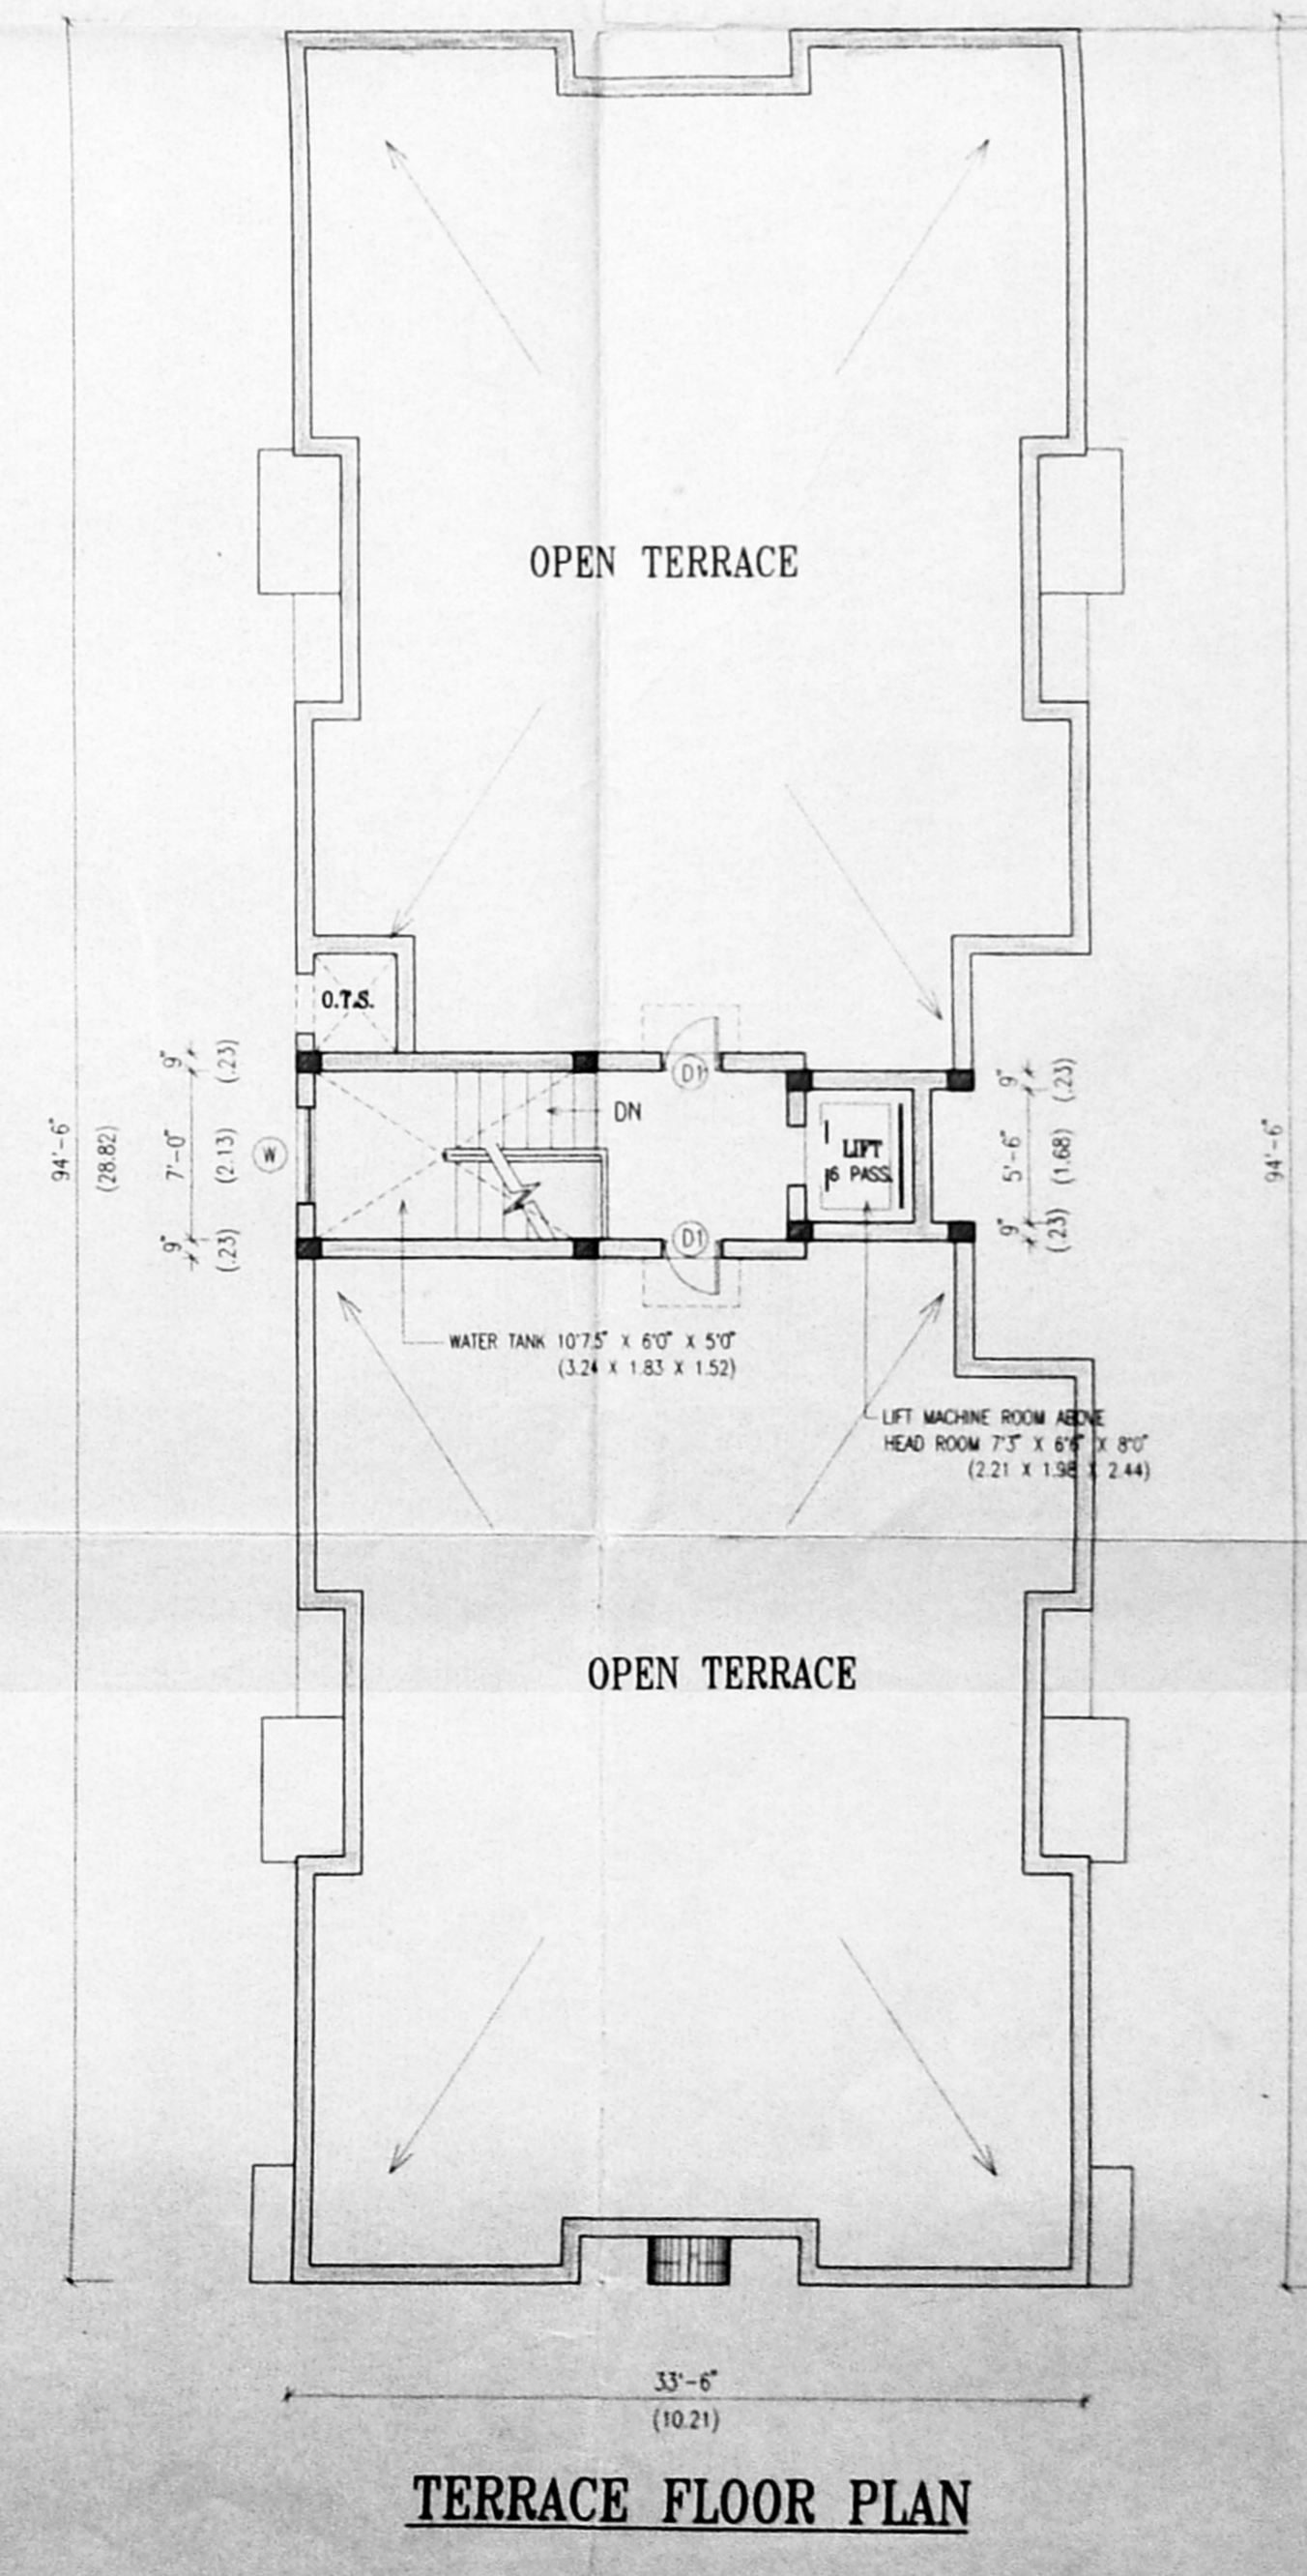 OPEN TERRACE
O.T.S.
9"
(.23)
D1
9"
(.23)
DN
94'-6"
(28.82)
7'-0"
(2.13)
W
LIFT
6 PASS.
5'-6"
(1.68)
94'-6"
9"
(.23)
D1
9"
(.23)
WATER TANK 10'7.5" X 6'0" X 5'0"
(3.24 X 1.83 X 1.52)
LIFT MACHINE ROOM ABOVE
HEAD ROOM 7'3" X 6'6" X 8'0"
(2.21 X 1.98 X 2.44)
OPEN TERRACE
33'-6"
(10.21)
TERRACE FLOOR PLAN